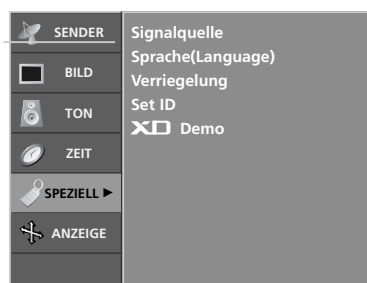 SENDER
BILD
TON
ZEIT
SPEZIELL ►
ANZEIGE
Signalquelle
Sprache(Language)
Verriegelung
Set ID
XD Demo